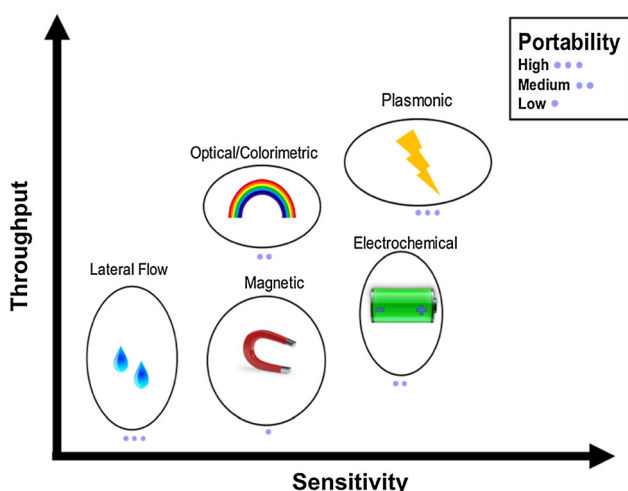 Portability
High
Medium
Low
Plasmonic
Optical/Colorimetric
Electrochemical
Lateral Flow
Magnetic
Throughput
Sensitivity